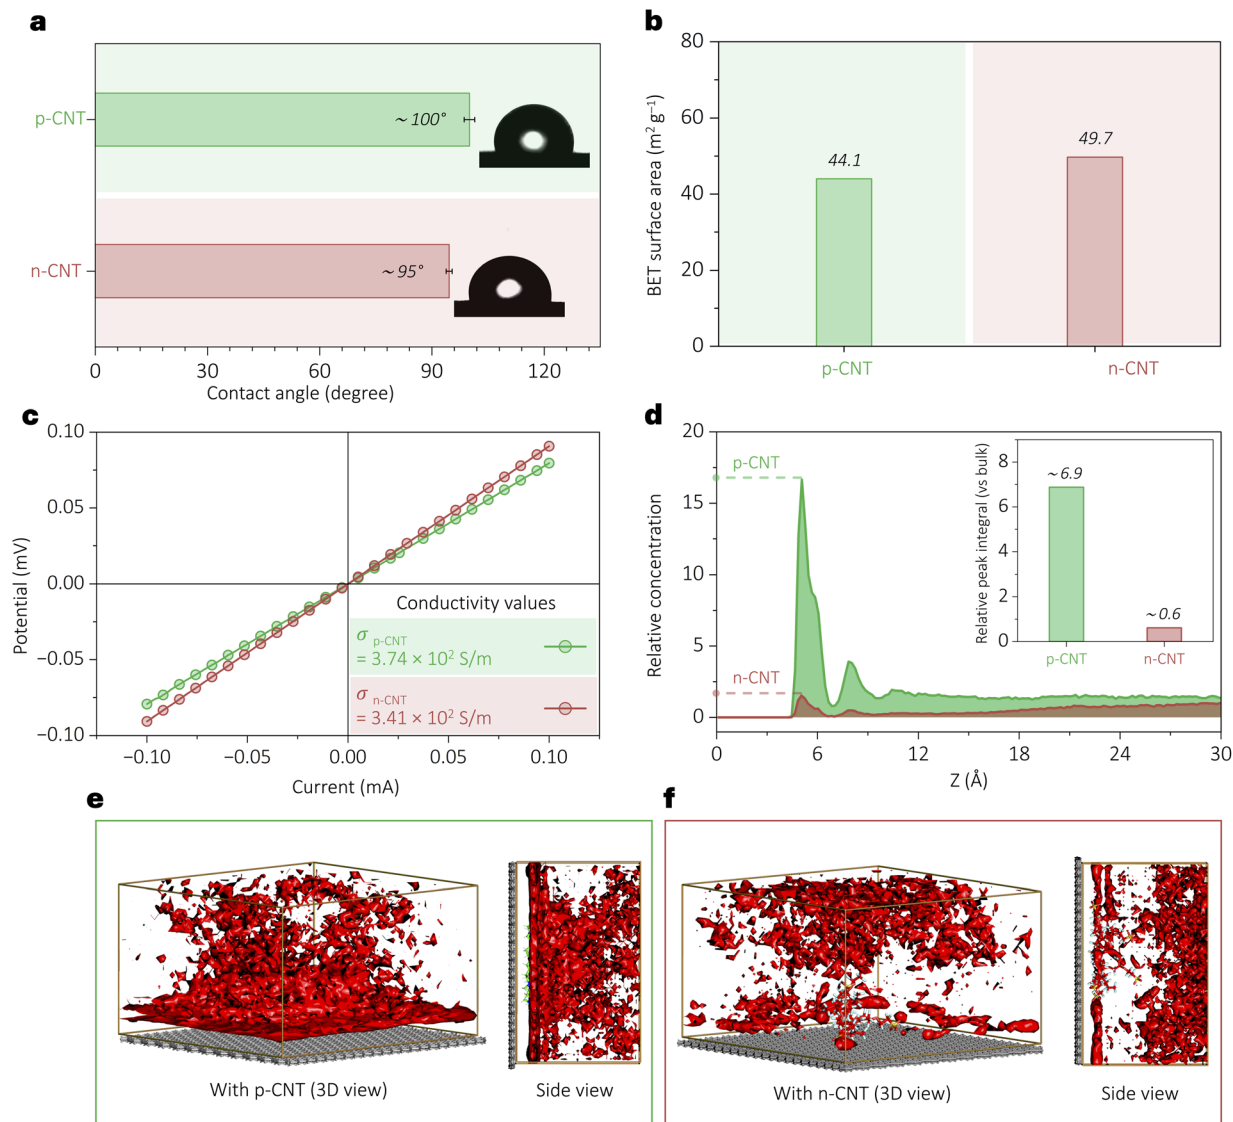 a
p-CNT
~100°
n-CNT
~95°
0 30 60 90 120
Contact angle (degree)
b
80
60
40
20
0
BET surface area (m² g⁻¹)
44.1
49.7
p-CNT n-CNT
c
0.10
0.05
0.00
−0.05
−0.10
Potential (mV)
Conductivity values
σ p-CNT
= 3.74 × 10² S/m
σ n-CNT
= 3.41 × 10² S/m
−0.10 −0.05 0.00 0.05 0.10
Current (mA)
d
20
15
10
5
0
Relative concentration
p-CNT
n-CNT
8
6
4
2
0
Relative peak integral (vs bulk)
~6.9
~0.6
p-CNT n-CNT
0 6 12 18 24 30
Z (Å)
e
With p-CNT (3D view)
Side view
f
With n-CNT (3D view)
Side view